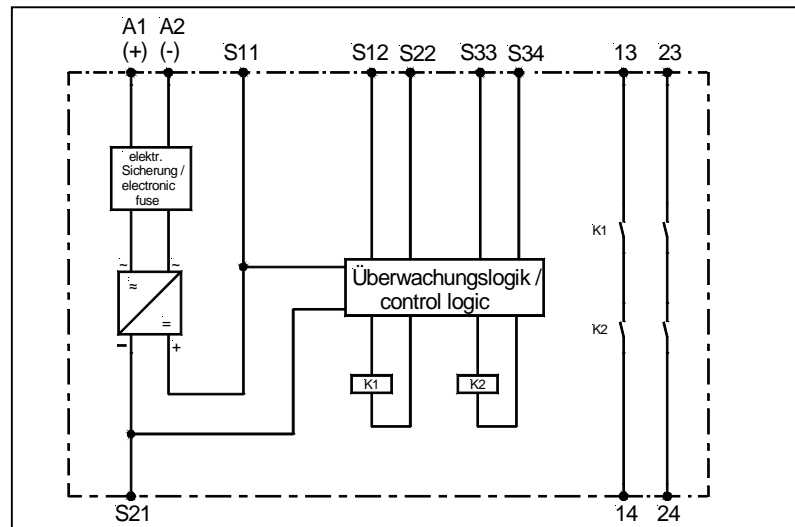 A1 A2
(+) (-) S11 S12 S22 S33 S34 13 23
elektr.
Sicherung /
electronic
fuse
K1
~ ~
≈
Überwachungslogik /
control logic
=
K2
– +
K1 K2
S21 14 24